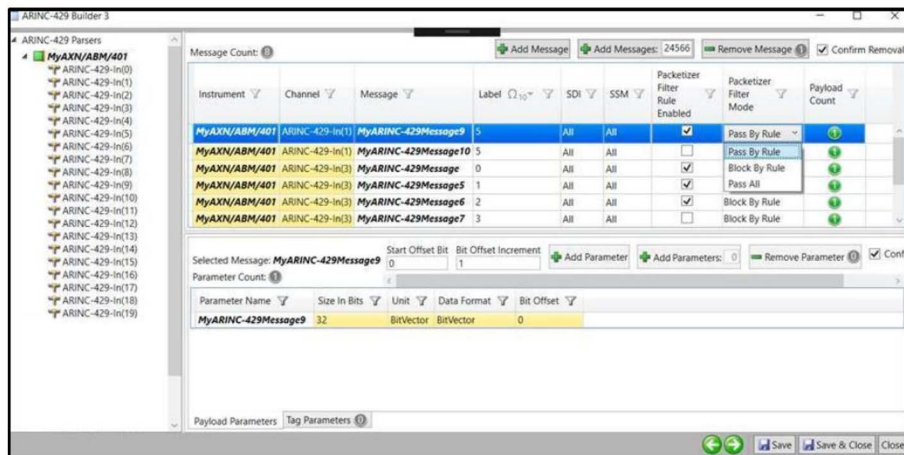 ARINC-429 Builder 3
ARINC-429 Parsers
MyAXN/ABM/401
ARINC-429-In(0)
ARINC-429-In(1)
ARINC-429-In(2)
ARINC-429-In(3)
ARINC-429-In(4)
ARINC-429-In(5)
ARINC-429-In(6)
ARINC-429-In(7)
ARINC-429-In(8)
ARINC-429-In(9)
ARINC-429-In(10)
ARINC-429-In(11)
ARINC-429-In(12)
ARINC-429-In(13)
ARINC-429-In(14)
ARINC-429-In(15)
ARINC-429-In(16)
ARINC-429-In(17)
ARINC-429-In(18)
ARINC-429-In(19)
Message Count: 8 Add Message Add Messages: 24566 Remove Message 1 Confirm Removal
Instrument Channel Message Label Ω10 SDI SSM Packetizer Filter Rule Enabled Packetizer Filter Mode Payload Count
MyAXN/ABM/401 ARINC-429-In(1) MyARINC-429Message9 5 All All Pass By Rule 1
MyAXN/ABM/401 ARINC-429-In(1) MyARINC-429Message10 5 All All Pass By Rule 1
MyAXN/ABM/401 ARINC-429-In(3) MyARINC-429Message 0 All All Block By Rule 1
MyAXN/ABM/401 ARINC-429-In(3) MyARINC-429Message5 1 All All Pass All 1
MyAXN/ABM/401 ARINC-429-In(3) MyARINC-429Message6 2 All All Block By Rule 1
MyAXN/ABM/401 ARINC-429-In(3) MyARINC-429Message7 3 All All Block By Rule 1
Selected Message: MyARINC-429Message9 Start Offset Bit 0 Bit Offset Increment 1 Add Parameter Add Parameters: 0 Remove Parameter 0 Conf
Parameter Count: 1
Parameter Name Size In Bits Unit Data Format Bit Offset
MyARINC-429Message9 32 BitVector BitVector 0
Payload Parameters Tag Parameters 0
Save Save & Close Close